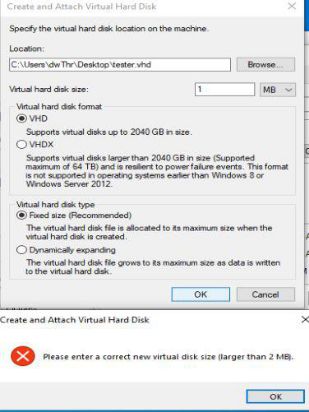 Create and Attach Virtual Hard Disk
Specify the virtual hard disk location on the machine.
Location:
C:\Users\dwThr\Desktop\tester.vhd
Browse...
Virtual hard disk size:
1
MB
Virtual hard disk format
VHD
Supports virtual disks up to 2040 GB in size.
VHDX
Supports virtual disks larger than 2040 GB in size (Supported
maximum of 64 TB) and is resilient to power failure events. This format
is not supported in operating systems earlier than Windows 8 or
Windows Server 2012.
Virtual hard disk type
Fixed size (Recommended)
The virtual hard disk file is allocated to its maximum size when the
virtual hard disk is created.
Dynamically expanding
The virtual hard disk file grows to its maximum size as data is written
to the virtual hard disk.
OK
Cancel
Create and Attach Virtual Hard Disk
Please enter a correct new virtual disk size (larger than 2 MB).
OK